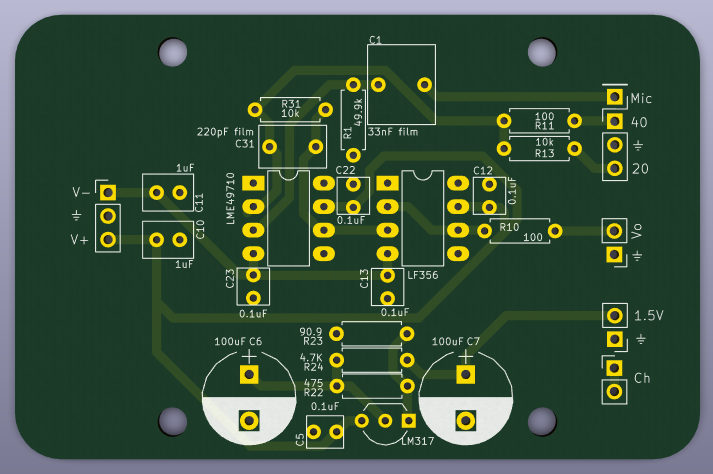 C1
Mic
R31
10k
49.9k
R1
33nF film
100
R11
40
220pF film
C31
10k
R13
⏚
20
1uF
C11
LME49710
C22
0.1uF
C12
0.1uF
V-
⏚
V+
C10
1uF
R10
100
Vo
⏚
C23
0.1uF
C13
0.1uF
LF356
90.9
R23
4.7K
R24
475
R22
1.5V
⏚
Ch
100uF C6
+
100uF C7
+
0.1uF
C5
LM317